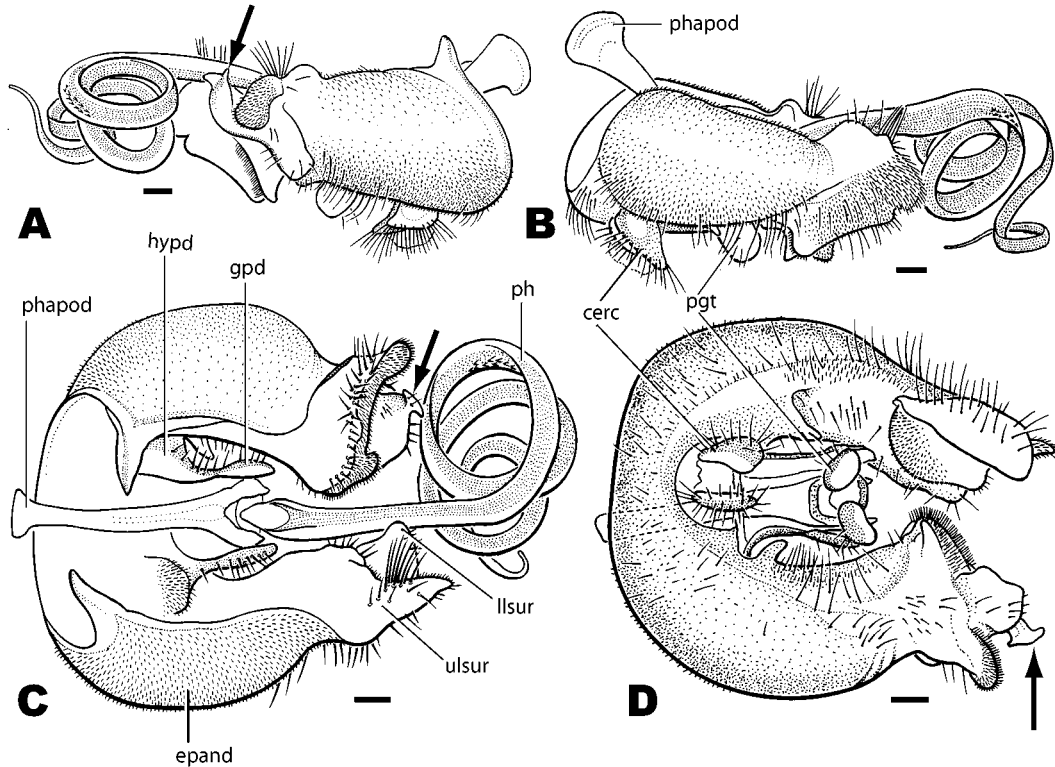 phapod
A
B
hypd
gpd
phapod
ph
cerc
pgt
llsur
ulsur
C
D
epand